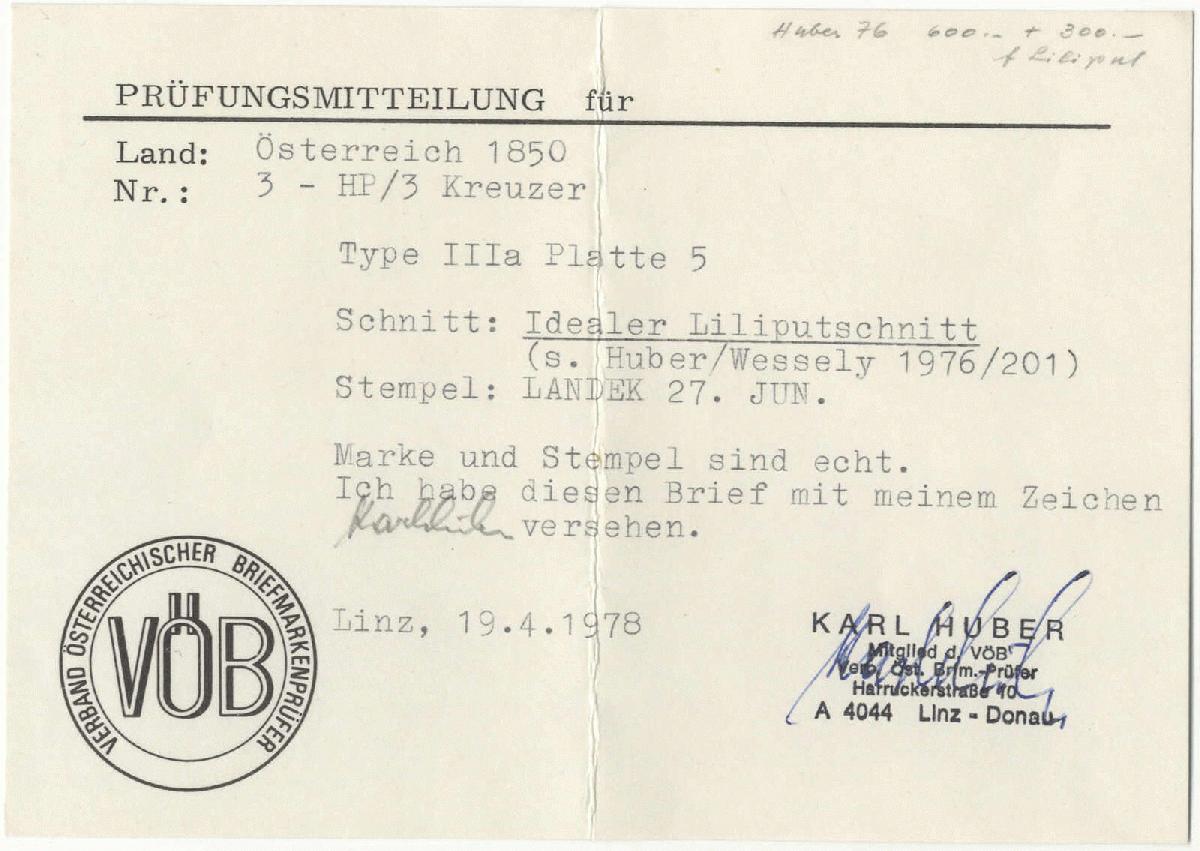 Huber 76 600.- + 300.-
f Liliput
PRÜFUNGSMITTEILUNG für
Land: Österreich 1850
Nr.: 3 - HP/3 Kreuzer
Type IIIa Platte 5
Schnitt: Idealer Liliputschnitt
(s. Huber/Wessely 1976/201)
Stempel: LANDEK 27. JUN.
Marke und Stempel sind echt.
Ich habe diesen Brief mit meinem Zeichen
versehen.
VERBAND ÖSTERREICHISCHER BRIEFMARKENPRÜFER
VÖB
Linz, 19.4.1978
KARL HUBER
Mitglied d. VÖB
Verb. Öst. Brfm.-Prüfer
Harruckerstraße 10
A 4044 Linz - Donau